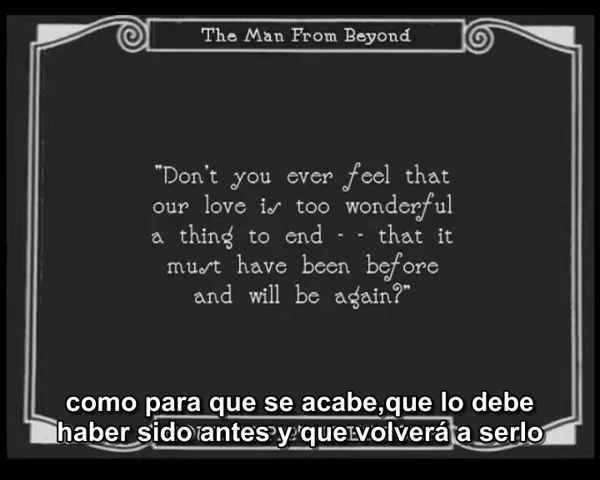 The Man From Beyond
"Don't you ever feel that
our love is too wonderful
a thing to end - - that it
must have been before
and will be again?"
como para que se acabe,que lo debe
haber sido antes y que volverá a serlo